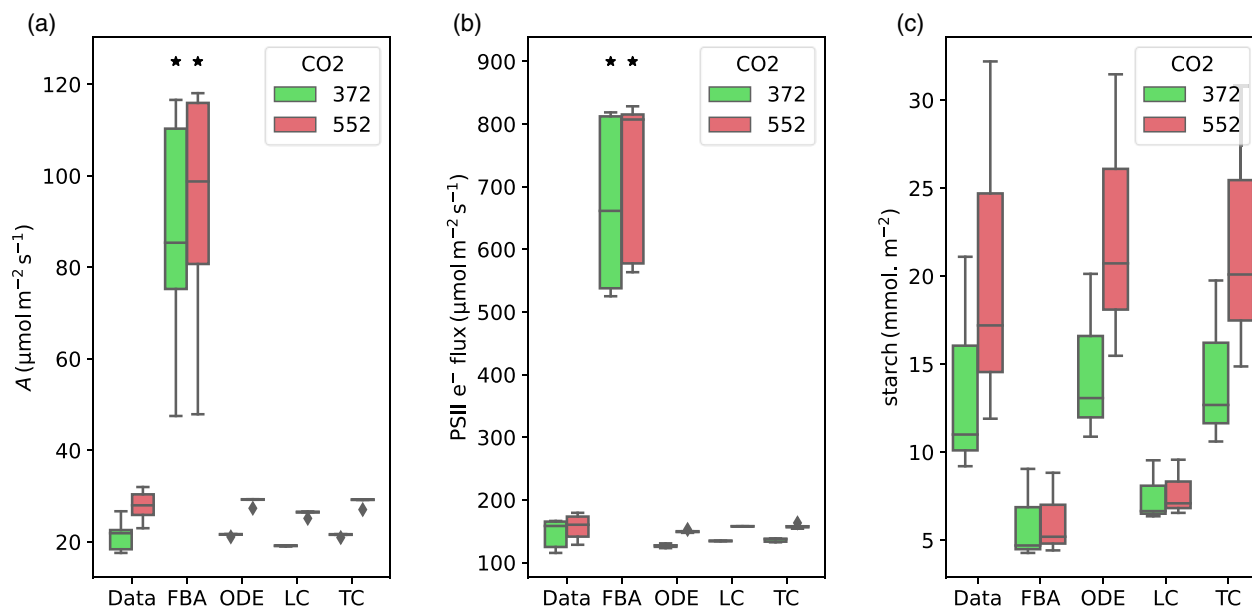 (a)
A (μmol m−2 s−1)
120
100
80
60
40
20
CO2
372
552
Data FBA ODE LC TC
(b)
PSII e− flux (μmol m−2 s−1)
900
800
700
600
500
400
300
200
100
CO2
372
552
Data FBA ODE LC TC
(c)
starch (mmol. m−2)
30
25
20
15
10
5
CO2
372
552
Data FBA ODE LC TC